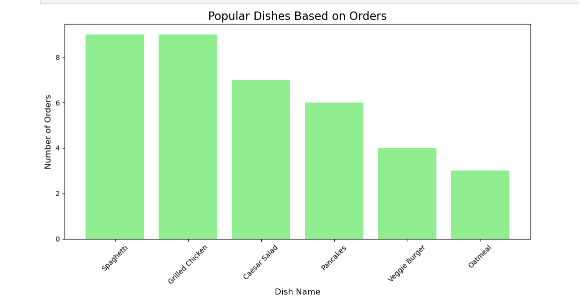 Popular Dishes Based on Orders
Number of Orders
8
6
4
2
0
Spaghetti
Grilled Chicken
Caesar Salad
Pancakes
Veggie Burger
Oatmeal
Dish Name